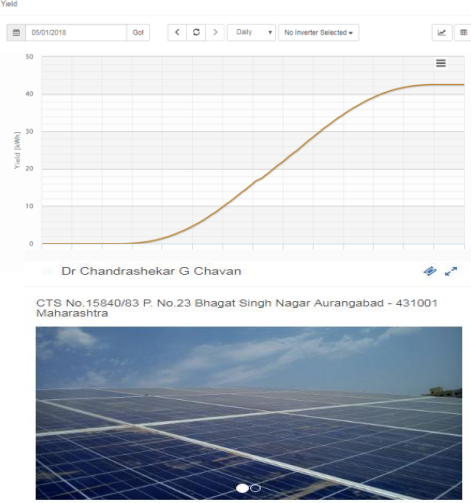 Yield
05/01/2018 Go! Daily No Inverter Selected
50
40
30
20
10
0
Yield [kWh]
Dr Chandrashekar G Chavan
CTS No.15840/83 P. No.23 Bhagat Singh Nagar Aurangabad - 431001
Maharashtra